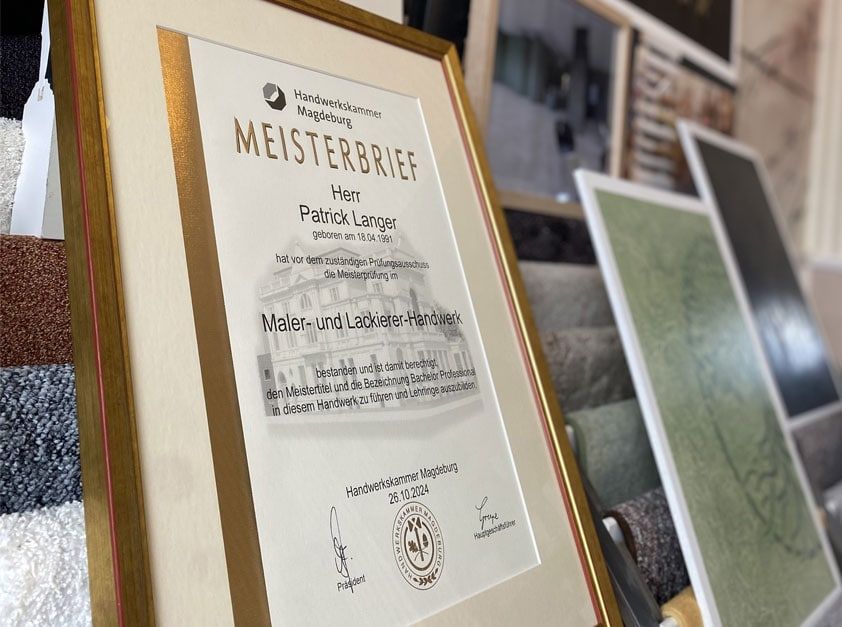 Handwerkskammer
Magdeburg
MEISTERBRIEF
Herr
Patrick Langer
geboren am 18.04.1991
hat vor dem zuständigen Prüfungsausschuss
die Meisterprüfung im
Maler- und Lackierer-Handwerk
bestanden und ist damit berechtigt,
den Meistertitel und die Bezeichnung Bachelor Professional
in diesem Handwerk zu führen und Lehrlinge auszubilden.
Handwerkskammer Magdeburg
26.10.2024
HANDWERKSKAMMER MAGDEBURG
Präsident
Hauptgeschäftsführer